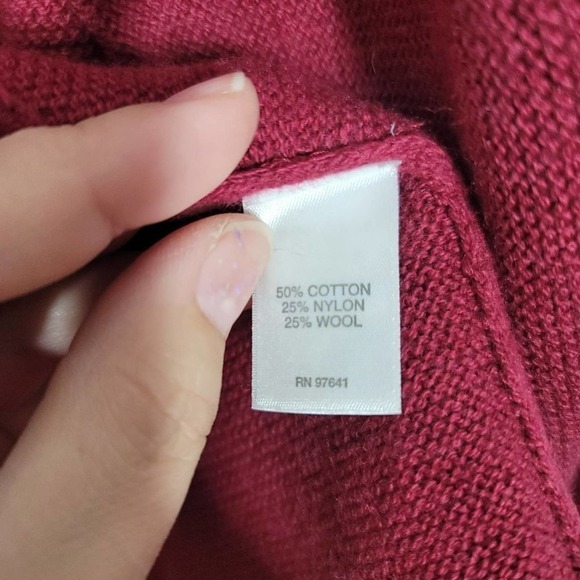 50% COTTON
25% NYLON
25% WOOL
RN 97641